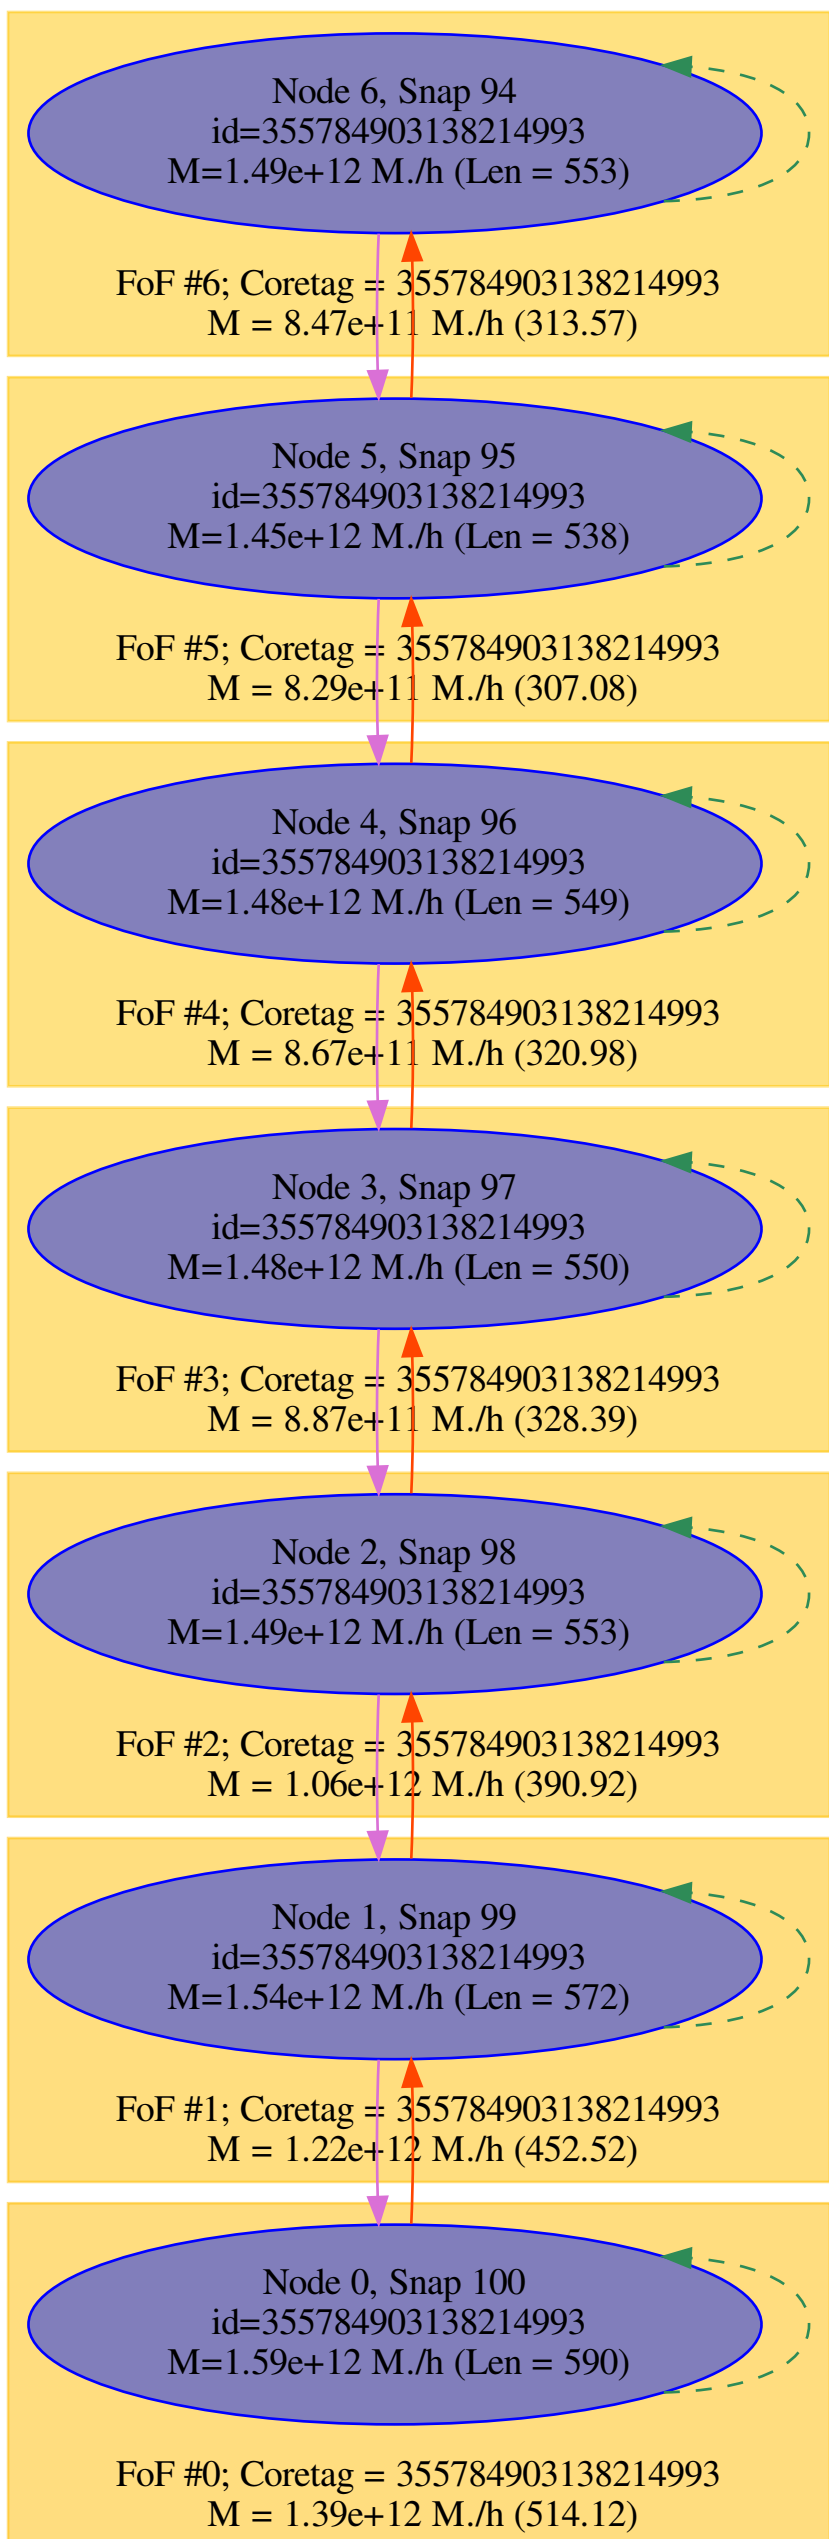 Node 6, Snap 94
id=355784903138214993
M=1.49e+12 M./h (Len = 553)
FoF #6; Coretag = 355784903138214993
M = 8.47e+11 M./h (313.57)
Node 5, Snap 95
id=355784903138214993
M=1.45e+12 M./h (Len = 538)
FoF #5; Coretag = 355784903138214993
M = 8.29e+11 M./h (307.08)
Node 4, Snap 96
id=355784903138214993
M=1.48e+12 M./h (Len = 549)
FoF #4; Coretag = 355784903138214993
M = 8.67e+11 M./h (320.98)
Node 3, Snap 97
id=355784903138214993
M=1.48e+12 M./h (Len = 550)
FoF #3; Coretag = 355784903138214993
M = 8.87e+11 M./h (328.39)
Node 2, Snap 98
id=355784903138214993
M=1.49e+12 M./h (Len = 553)
FoF #2; Coretag = 355784903138214993
M = 1.06e+12 M./h (390.92)
Node 1, Snap 99
id=355784903138214993
M=1.54e+12 M./h (Len = 572)
FoF #1; Coretag = 355784903138214993
M = 1.22e+12 M./h (452.52)
Node 0, Snap 100
id=355784903138214993
M=1.59e+12 M./h (Len = 590)
FoF #0; Coretag = 355784903138214993
M = 1.39e+12 M./h (514.12)